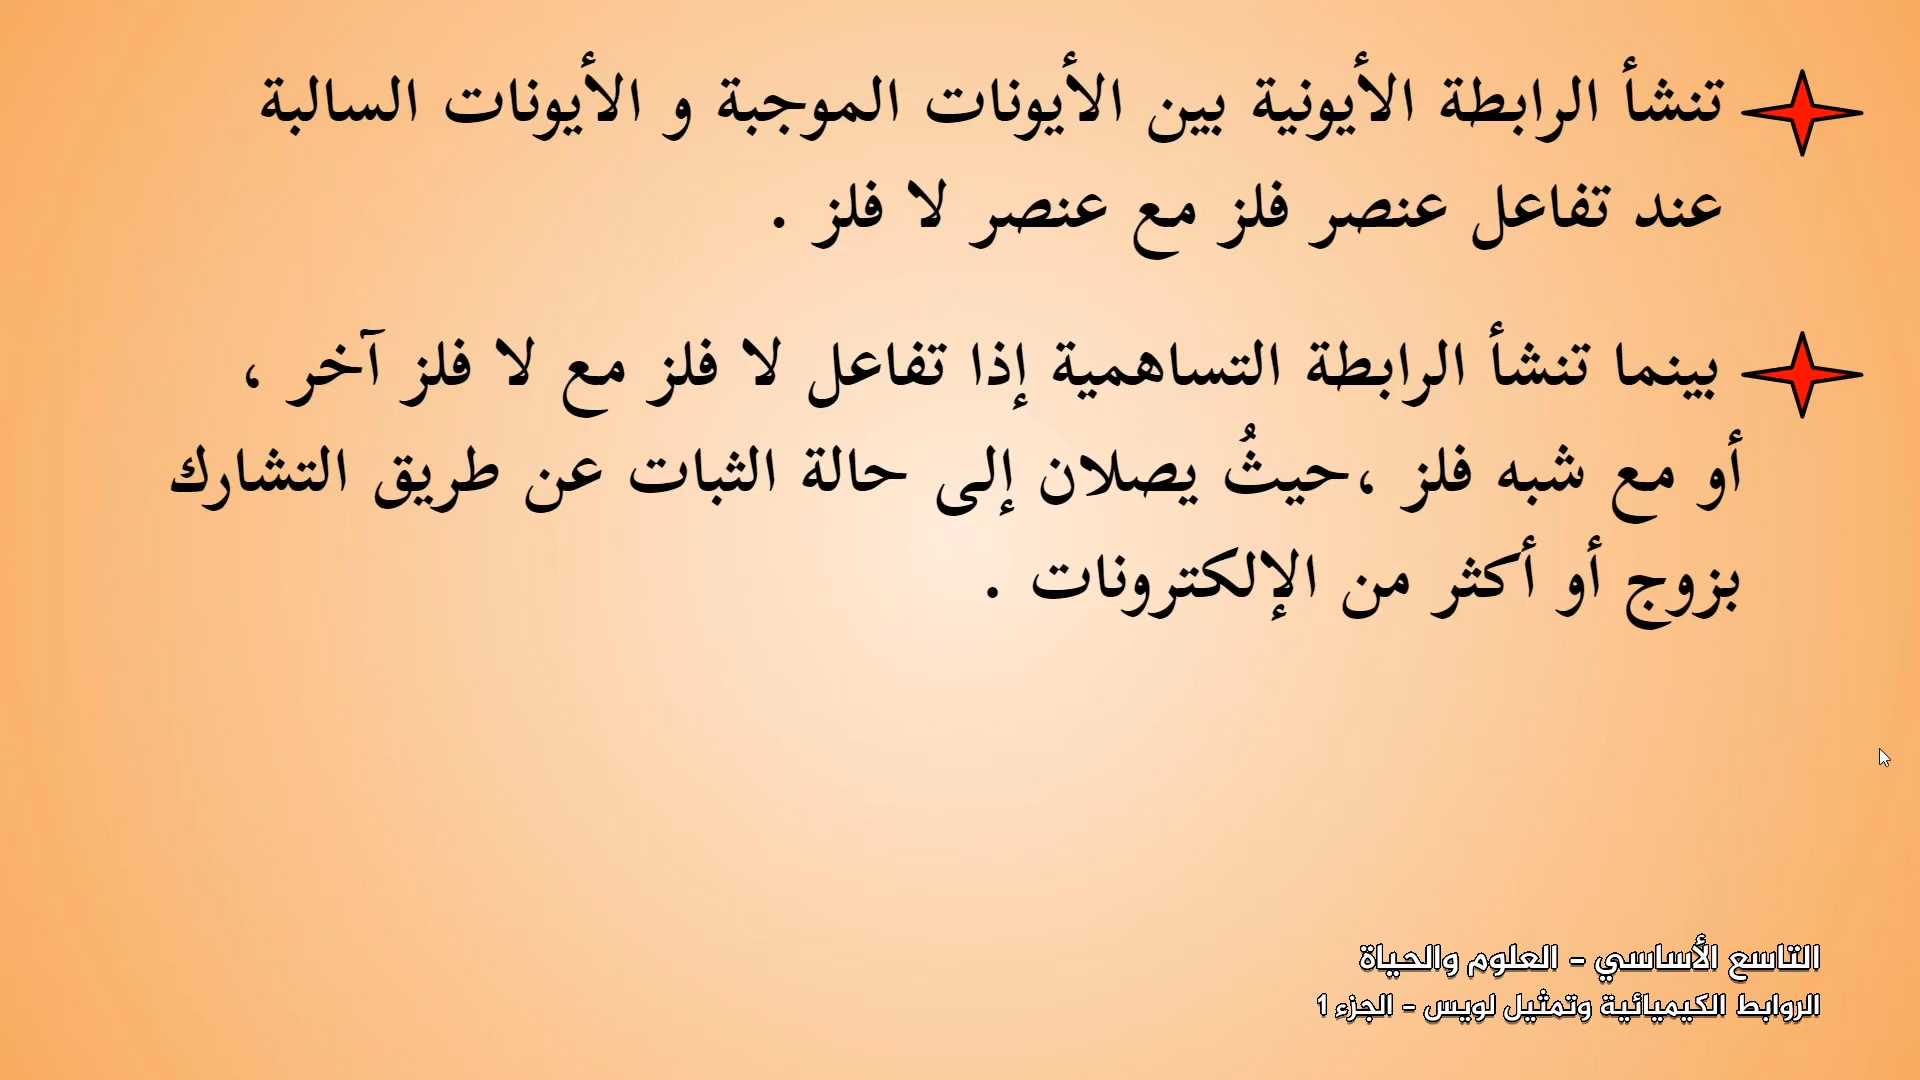 تنشأ الرابطة الأيونية بين الأيونات الموجبة و الأيونات السالبة
عند تفاعل عنصر فلز مع عنصر لا فلز .
بينما تنشأ الرابطة التساهمية إذا تفاعل لا فلز مع لا فلز آخر ،
أو مع شبه فلز ،حيثُ يصلان إلى حالة الثبات عن طريق التشارك
بزوج أو أكثر من الإلكترونات .
التاسع الأساسي - العلوم والحياة
الروابط الكيميائية وتمثيل لويس - الجزء 1